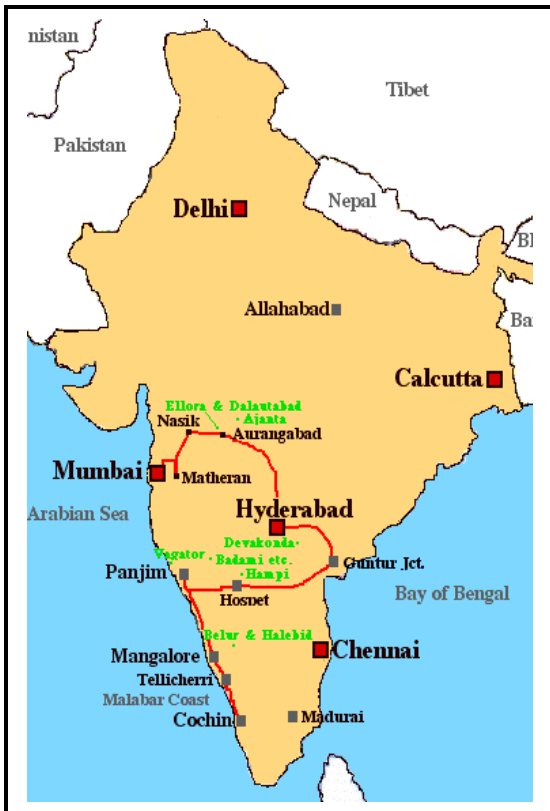 nistan
Tibet
Pakistan
Nepal
Delhi
Bl
Allahabad
Ba
Calcutta
Ellora & Dalautabad
Ajanta
Nasik
Aurangabad
Mumbai
Matheran
Arabian Sea
Hyderabad
Devakonda
Vagator
Badami etc.
Guntur Jct.
Panjim
Hampi
Bay of Bengal
Hospet
Belur & Halebid
Chennai
Mangalore
Tellicherri
Malabar Coast
Cochin
Madurai